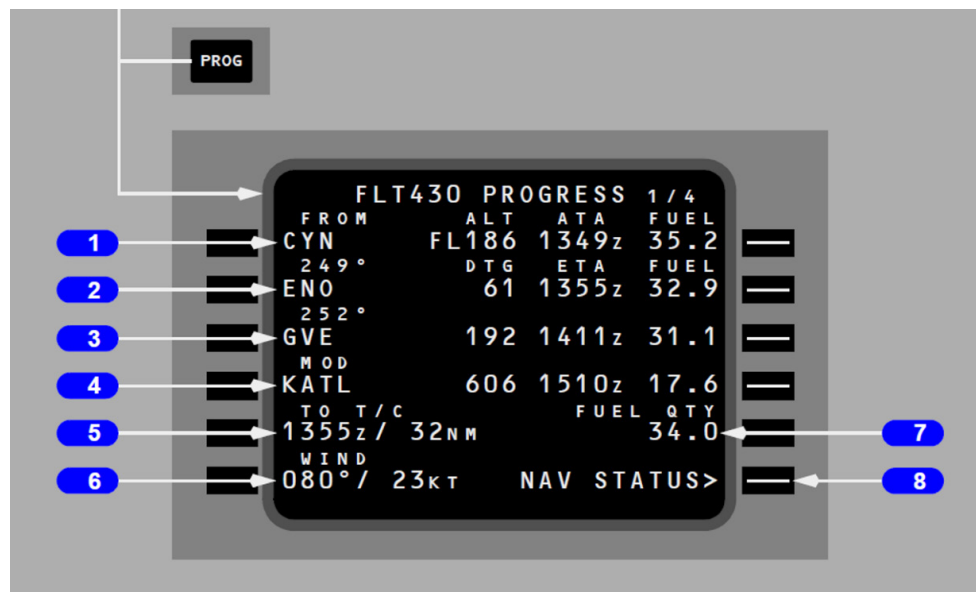 PROG
FLT430 PROGRESS 1/4
FROM ALT ATA FUEL
1 CYN FL186 1349z 35.2
249° DTG ETA FUEL
2 ENO 61 1355z 32.9
252°
3 GVE 192 1411z 31.1
MOD
4 KATL 606 1510z 17.6
TO T/C FUEL QTY
5 1355z/ 32NM 34.0 7
WIND
6 080°/ 23KT NAV STATUS> 8